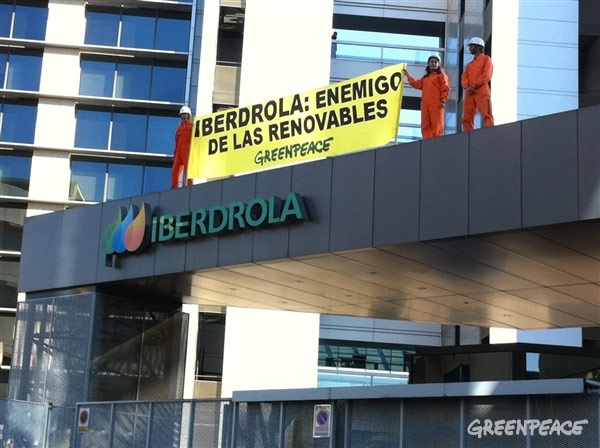 IBERDROLA: ENEMIGO
DE LAS RENOVABLES
GREENPEACE
IBERDROLA
GREENPEACE